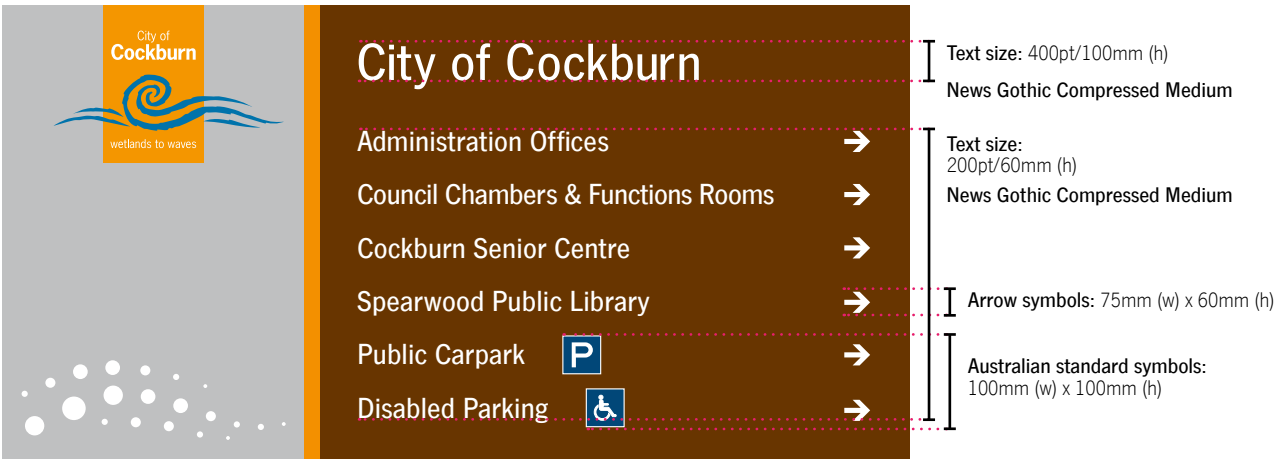 City of
Cockburn
wetlands to waves
City of Cockburn
Administration Offices
Council Chambers & Functions Rooms
Cockburn Senior Centre
Spearwood Public Library
Public Carpark P
Disabled Parking
Text size: 400pt/100mm (h)
News Gothic Compressed Medium
Text size:
200pt/60mm (h)
News Gothic Compressed Medium
Arrow symbols: 75mm (w) x 60mm (h)
Australian standard symbols:
100mm (w) x 100mm (h)